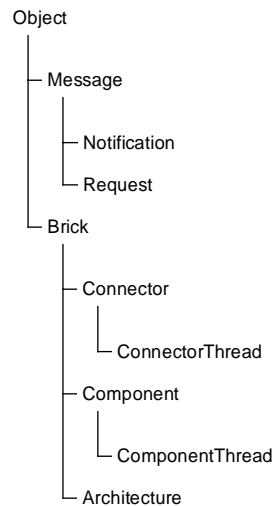 Object
Message
Notification
Request
Brick
Connector
ConnectorThread
Component
ComponentThread
Architecture